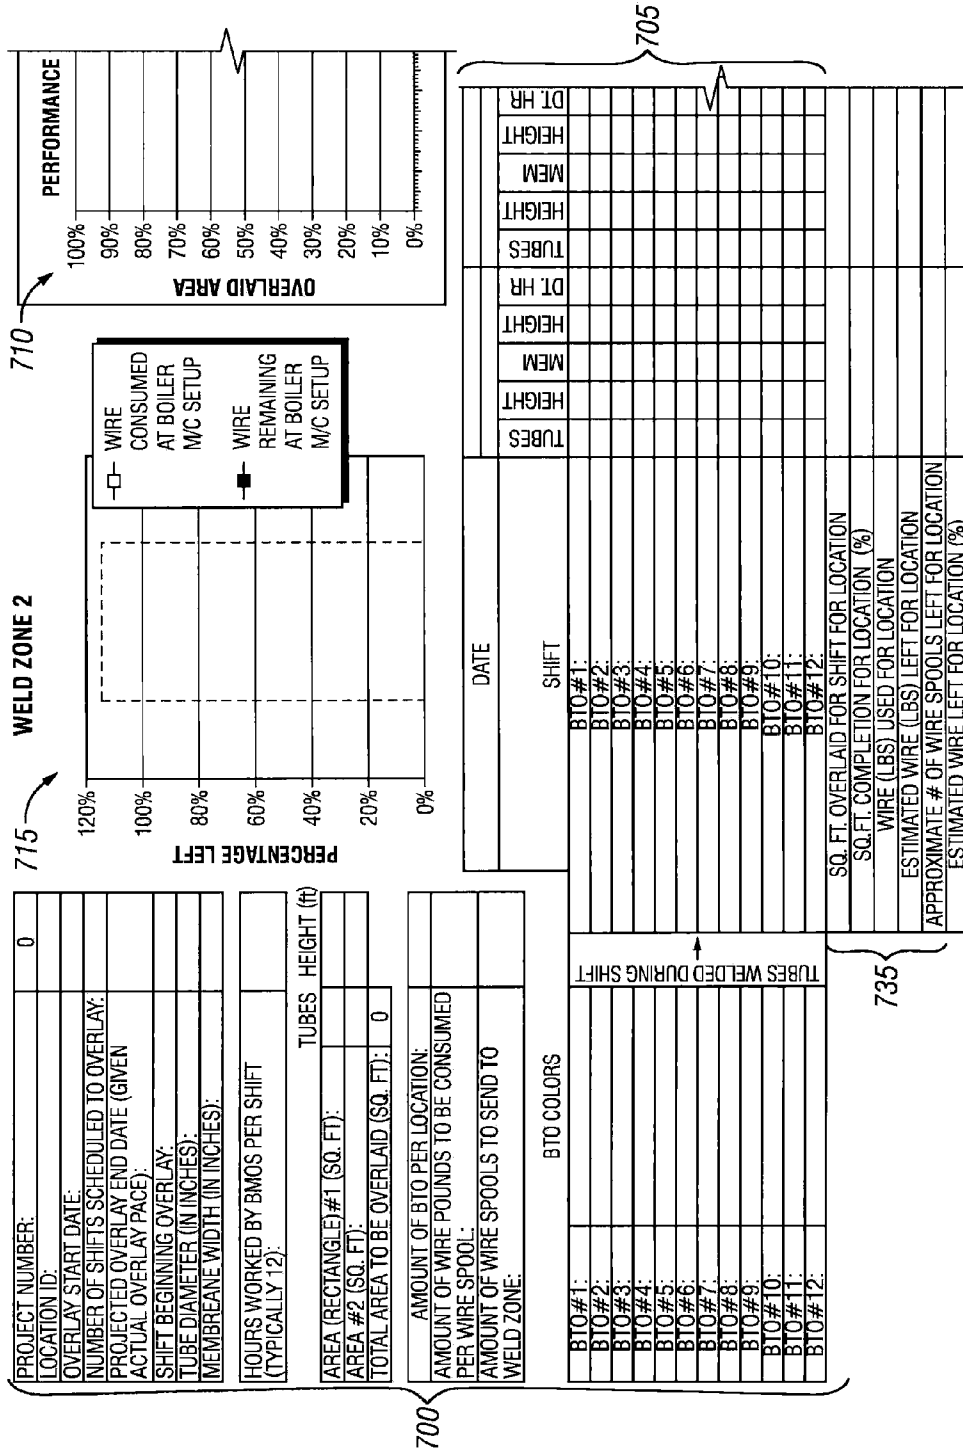 PROJECT NUMBER: 0
LOCATION ID:
OVERLAY START DATE:
NUMBER OF SHIFTS SCHEDULED TO OVERLAY:
PROJECTED OVERLAY END DATE (GIVEN
ACTUAL OVERLAY PACE):
SHIFT BEGINNING OVERLAY:
TUBE DIAMETER (IN INCHES):
MEMBREANE WIDTH (IN INCHES):
HOURS WORKED BY BMOS PER SHIFT
(TYPICALLY 12):
TUBES HEIGHT (ft)
AREA (RECTANGLE) #1 (SQ. FT):
AREA #2 (SQ. FT):
TOTAL AREA TO BE OVERLAID (SQ. FT): 0
AMOUNT OF BTO PER LOCATION:
AMOUNT OF WIRE POUNDS TO BE CONSUMED
PER WIRE SPOOL:
AMOUNT OF WIRE SPOOLS TO SEND TO
WELD ZONE:
BTO COLORS
BTO#1:
BTO#2:
BTO#3:
BTO#4:
BTO#5:
BTO#6:
BTO#7:
BTO#8:
BTO#9:
BTO#10:
BTO#11:
BTO#12:
700
715
WELD ZONE 2
120%
100%
80%
60%
40%
20%
0%
PERCENTAGE LEFT
WIRE
CONSUMED
AT BOILER
M/C SETUP
WIRE
REMAINING
AT BOILER
M/C SETUP
710
PERFORMANCE
100%
90%
80%
70%
60%
50%
40%
30%
20%
10%
0%
OVERLAID AREA
705
DATE
SHIFT
TUBES HEIGHT MEM HEIGHT DT. HR TUBES HEIGHT MEM HEIGHT DT. HR
TUBES WELDED DURING SHIFT
BTO#1:
BTO#2:
BTO#3:
BTO#4:
BTO#5:
BTO#6:
BTO#7:
BTO#8:
BTO#9:
BTO#10:
BTO#11:
BTO#12:
735
SQ. FT. OVERLAID FOR SHIFT FOR LOCATION
SQ.FT. COMPLETION FOR LOCATION (%)
WIRE (LBS) USED FOR LOCATION
ESTIMATED WIRE (LBS) LEFT FOR LOCATION
APPROXIMATE # OF WIRE SPOOLS LEFT FOR LOCATION
ESTIMATED WIRE LEFT FOR LOCATION (%)